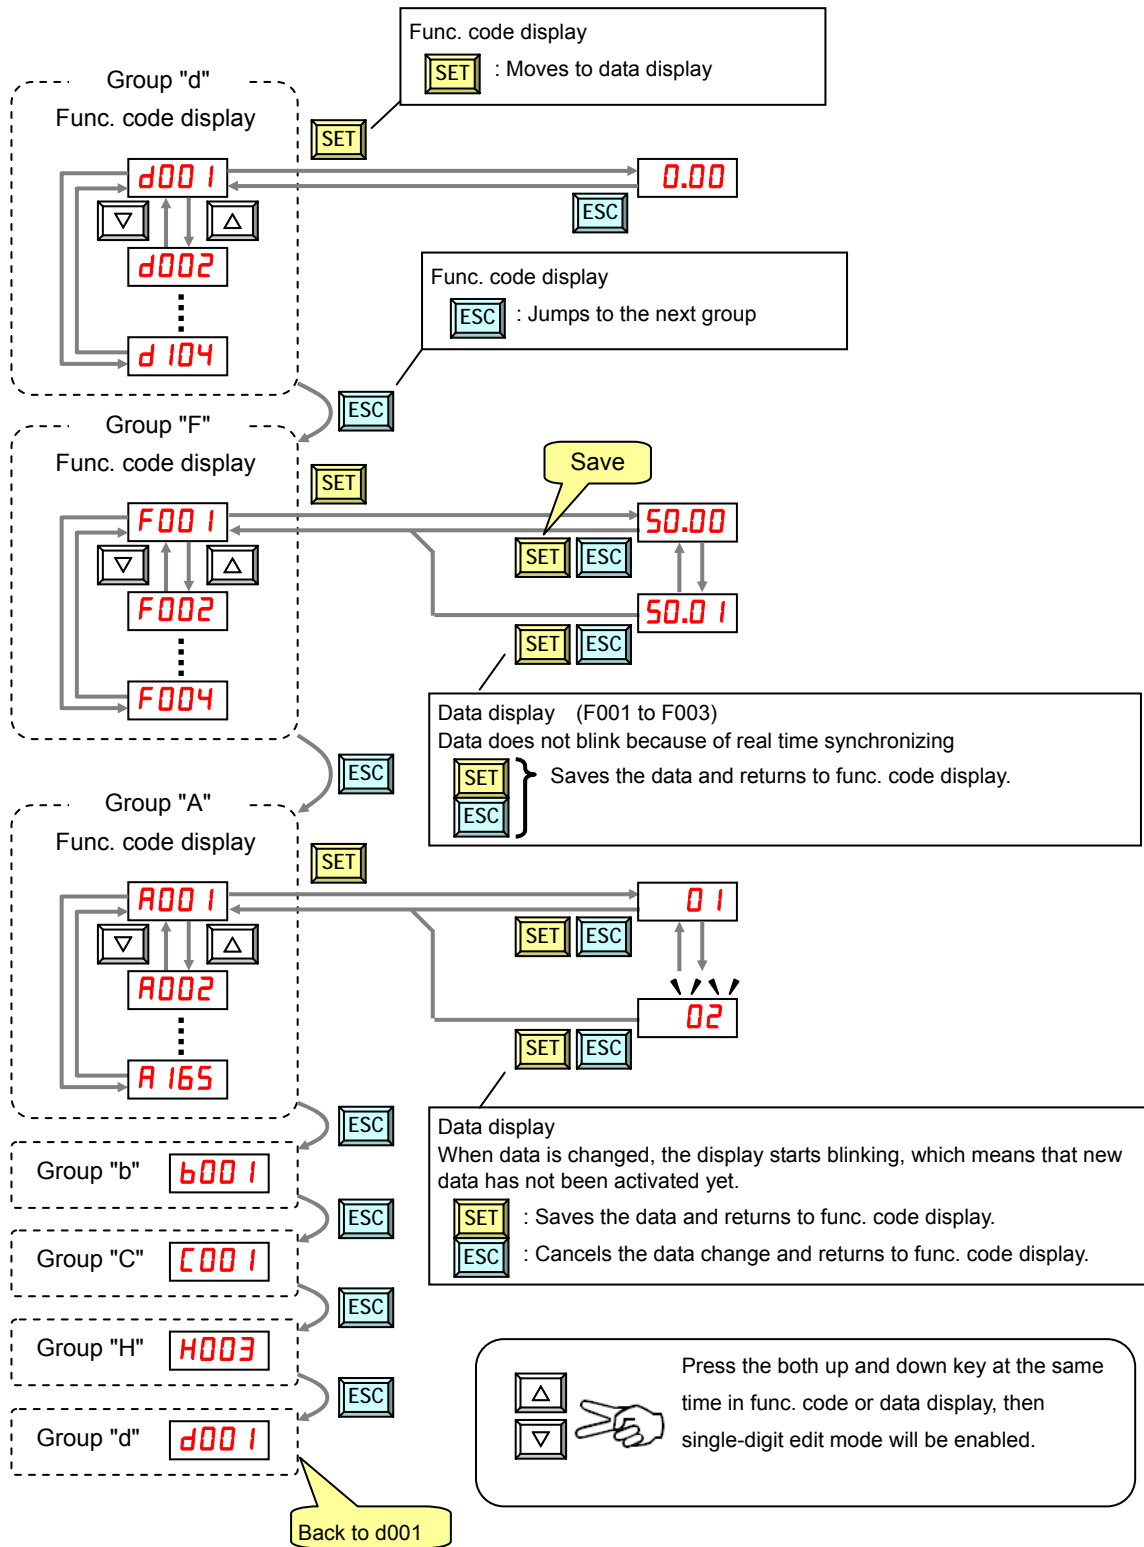 Func. code display
SET : Moves to data display
Group "d"
Func. code display
SET
d001
0.00
ESC
d002
d104
Func. code display
ESC : Jumps to the next group
ESC
Group "F"
Func. code display
SET
Save
F001
50.00
SET ESC
F002
50.01
SET ESC
F004
Data display (F001 to F003)
Data does not blink because of real time synchronizing
SET
ESC
Saves the data and returns to func. code display.
ESC
Group "A"
Func. code display
SET
A001
01
SET ESC
A002
02
SET ESC
A165
ESC
Data display
When data is changed, the display starts blinking, which means that new
data has not been activated yet.
SET : Saves the data and returns to func. code display.
ESC : Cancels the data change and returns to func. code display.
Group "b" b001
ESC
Group "C" C001
ESC
Group "H" H003
ESC
Group "d" d001
Back to d001
Press the both up and down key at the same
time in func. code or data display, then
single-digit edit mode will be enabled.